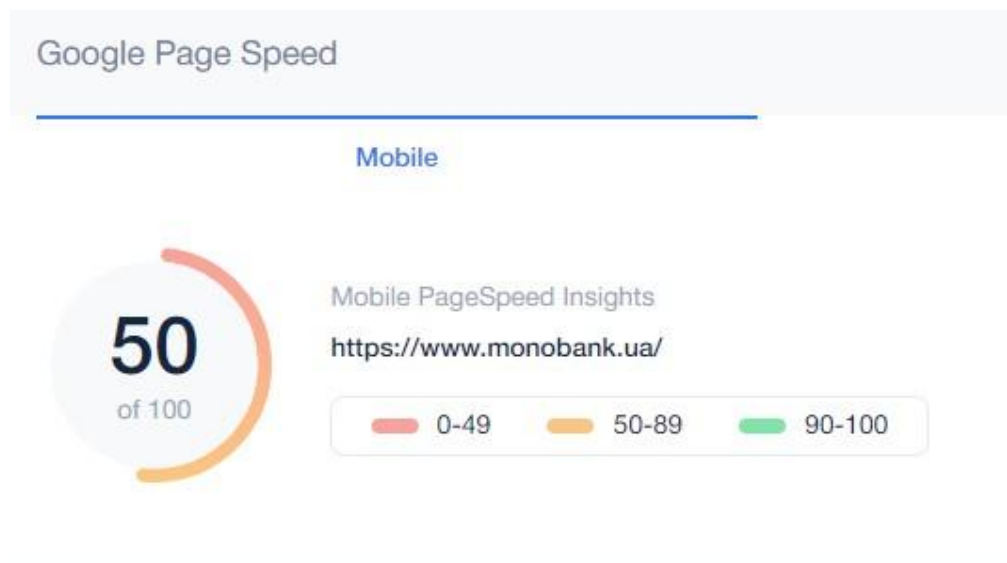 Google Page Speed
Mobile
50
of 100
Mobile PageSpeed Insights
https://www.monobank.ua/
0-49 50-89 90-100